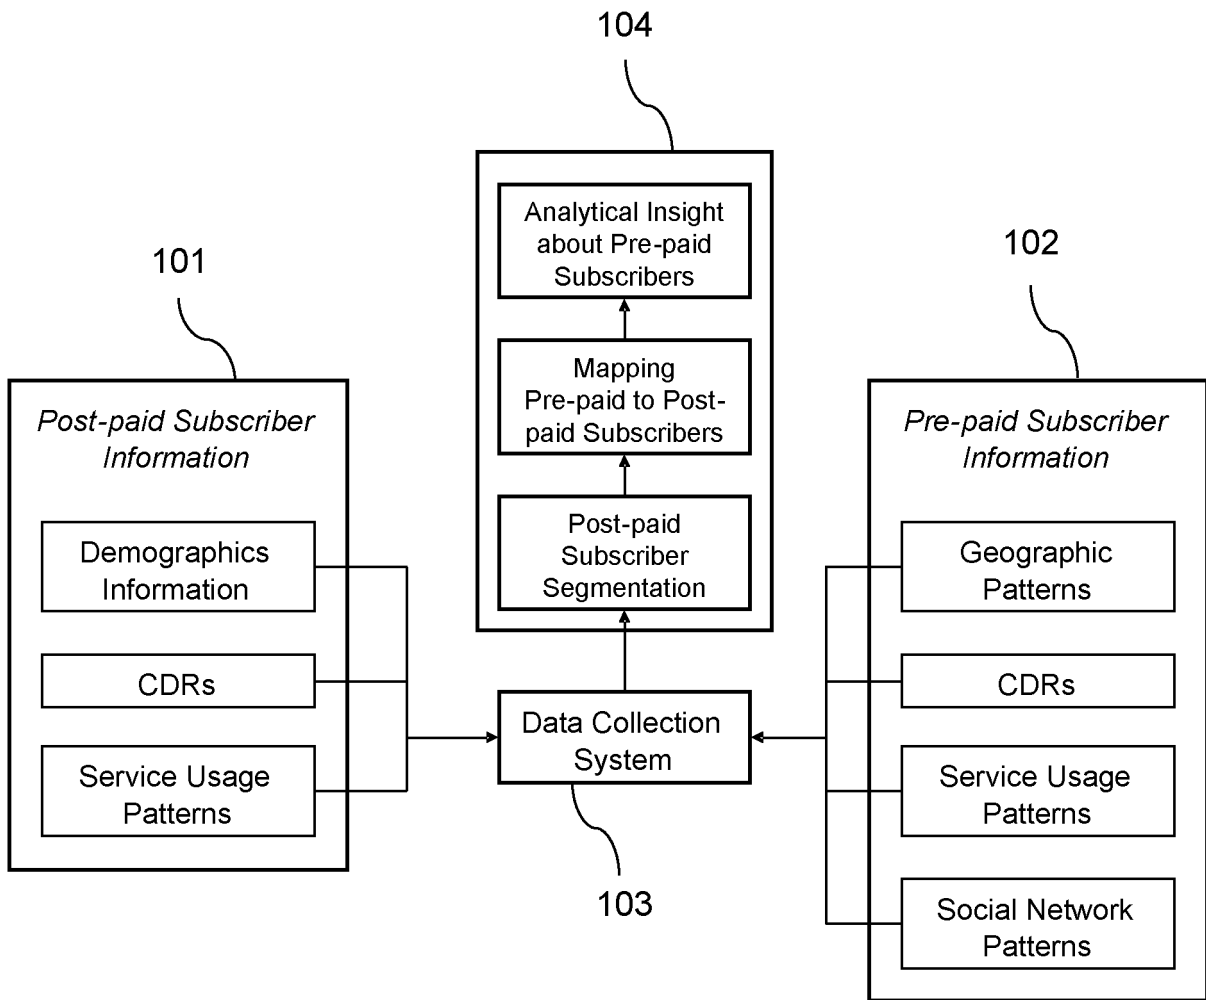 104
Analytical Insight
about Pre-paid
Subscribers
Mapping
Pre-paid to Post-
paid Subscribers
Post-paid
Subscriber
Segmentation
101
Post-paid Subscriber
Information
Demographics
Information
CDRs
Service Usage
Patterns
Data Collection
System
103
102
Pre-paid Subscriber
Information
Geographic
Patterns
CDRs
Service Usage
Patterns
Social Network
Patterns